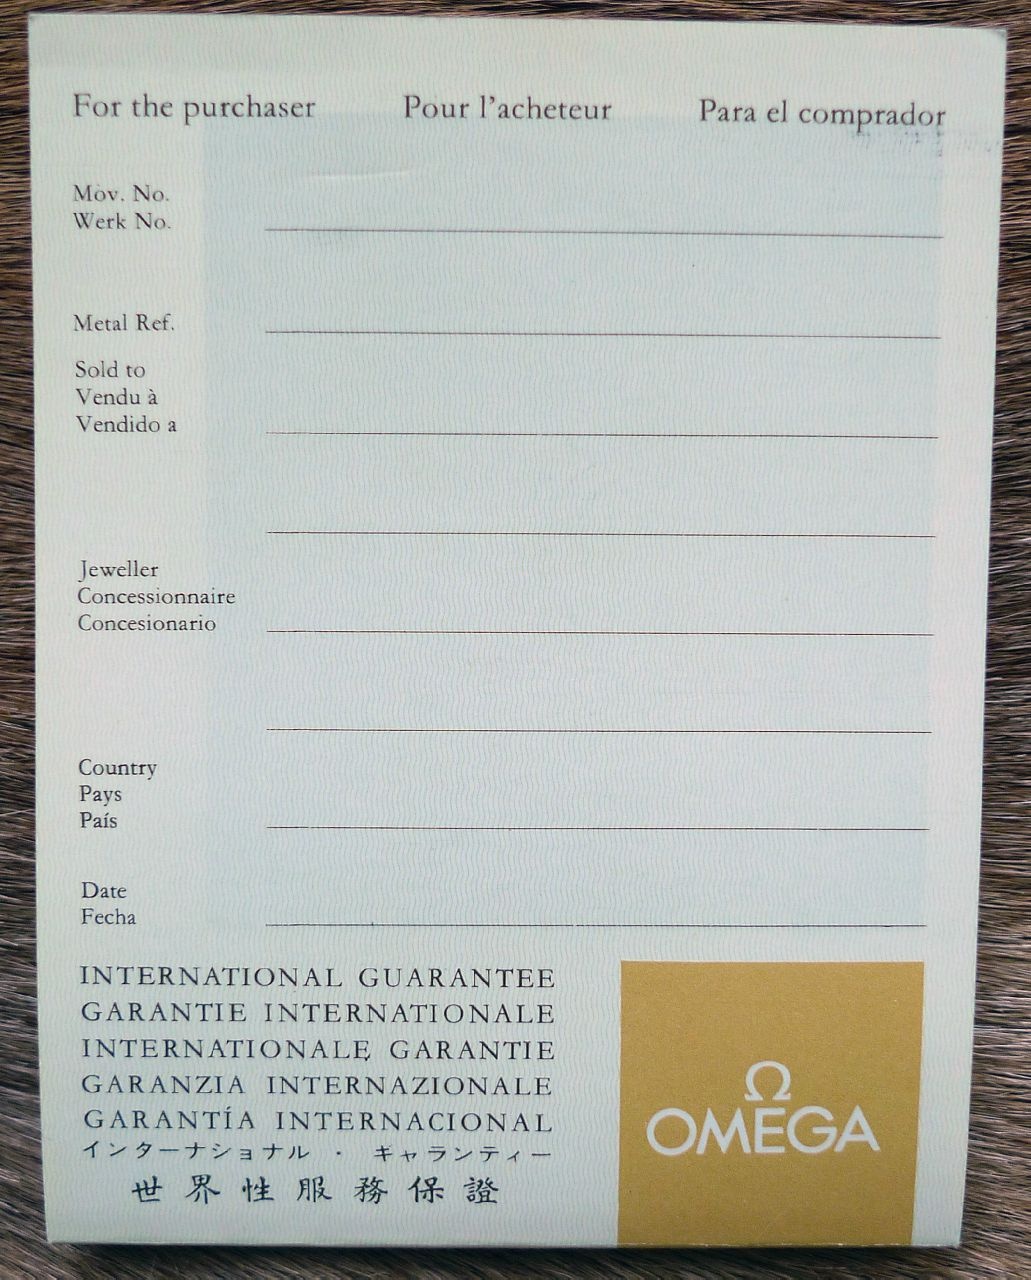 For the purchaser Pour l'acheteur Para el comprador
Mov. No.
Werk No.
Metal Ref.
Sold to
Vendu à
Vendido a
Jeweller
Concessionnaire
Concesionario
Country
Pays
País
Date
Fecha
INTERNATIONAL GUARANTEE
GARANTIE INTERNATIONALE
INTERNATIONALE GARANTIE
GARANZIA INTERNAZIONALE
GARANTÍA INTERNACIONAL
インターナショナル・ギャランティー
世界性服務保證
Ω
OMEGA